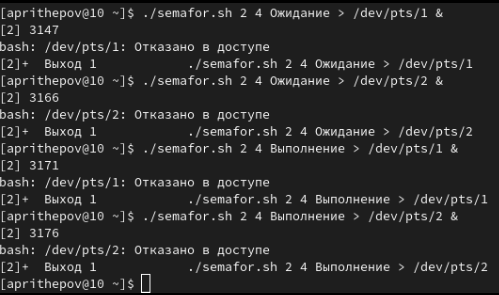 [aprithepov@10 ~]$ ./semafor.sh 2 4 Ожидание > /dev/pts/1 &
[2] 3147
bash: /dev/pts/1: Отказано в доступе
[2]+  Выход 1            ./semafor.sh 2 4 Ожидание > /dev/pts/1
[aprithepov@10 ~]$ ./semafor.sh 2 4 Ожидание > /dev/pts/2 &
[2] 3166
bash: /dev/pts/2: Отказано в доступе
[2]+  Выход 1            ./semafor.sh 2 4 Ожидание > /dev/pts/2
[aprithepov@10 ~]$ ./semafor.sh 2 4 Выполнение > /dev/pts/1 &
[2] 3171
bash: /dev/pts/1: Отказано в доступе
[2]+  Выход 1            ./semafor.sh 2 4 Выполнение > /dev/pts/1
[aprithepov@10 ~]$ ./semafor.sh 2 4 Выполнение > /dev/pts/2 &
[2] 3176
bash: /dev/pts/2: Отказано в доступе
[2]+  Выход 1            ./semafor.sh 2 4 Выполнение > /dev/pts/2
[aprithepov@10 ~]$